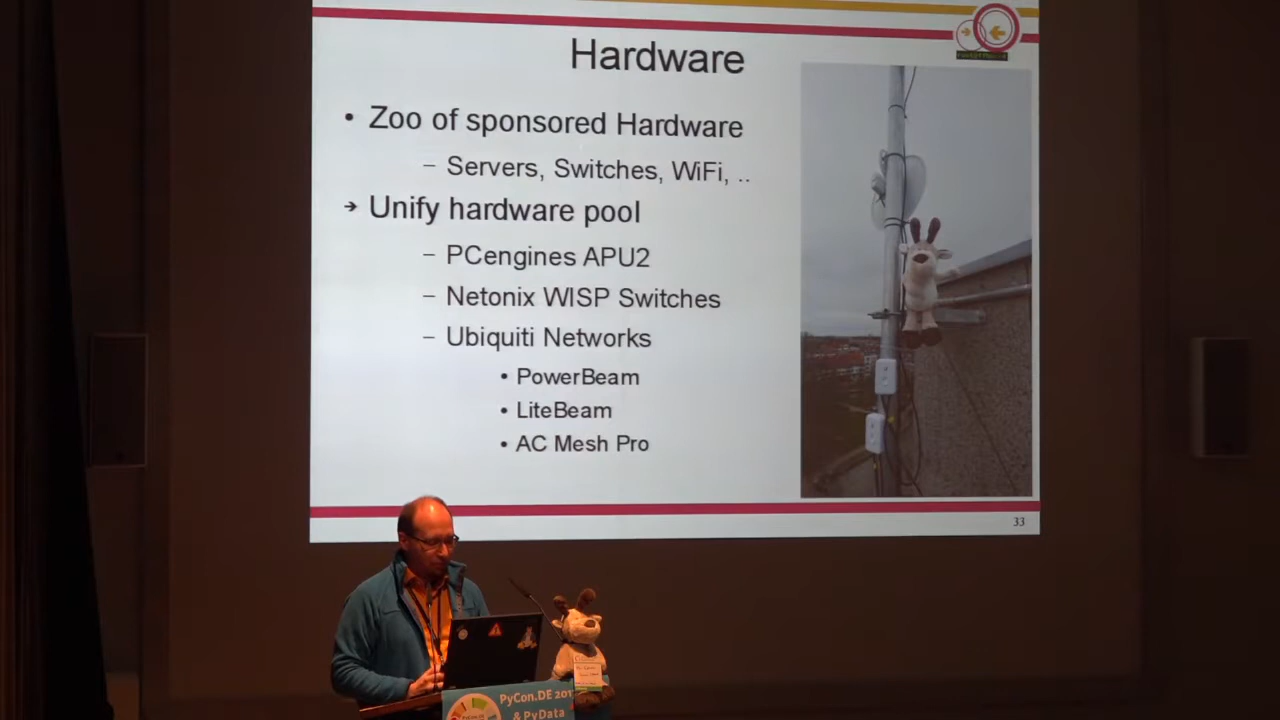 Hardware
• Zoo of sponsored Hardware
– Servers, Switches, WiFi, ..
➔ Unify hardware pool
– PCengines APU2
– Netonix WISP Switches
– Ubiquiti Networks
• PowerBeam
• LiteBeam
• AC Mesh Pro
33
PyCon.DE 201
& PyData